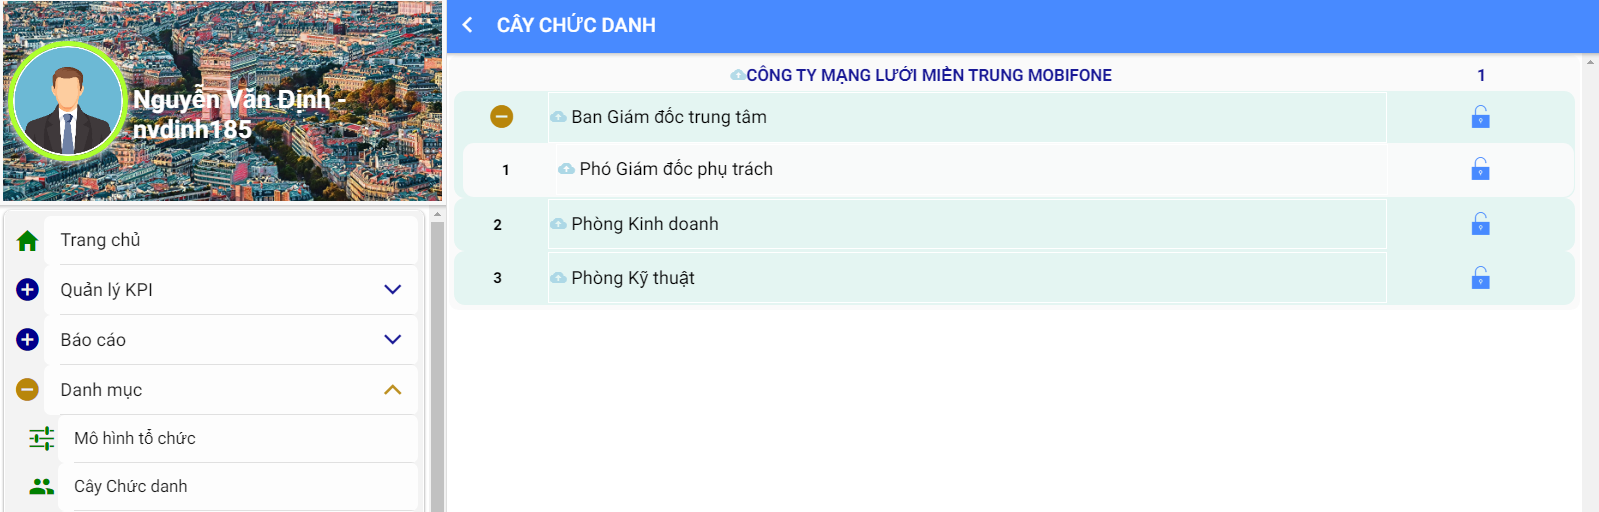 Nguyễn Văn Định -
nvdinh185
Trang chủ
Quản lý KPI
Báo cáo
Danh mục
Mô hình tổ chức
Cây Chức danh
CÂY CHỨC DANH
CÔNG TY MẠNG LƯỚI MIỀN TRUNG MOBIFONE 1
Ban Giám đốc trung tâm
1 Phó Giám đốc phụ trách
2 Phòng Kinh doanh
3 Phòng Kỹ thuật